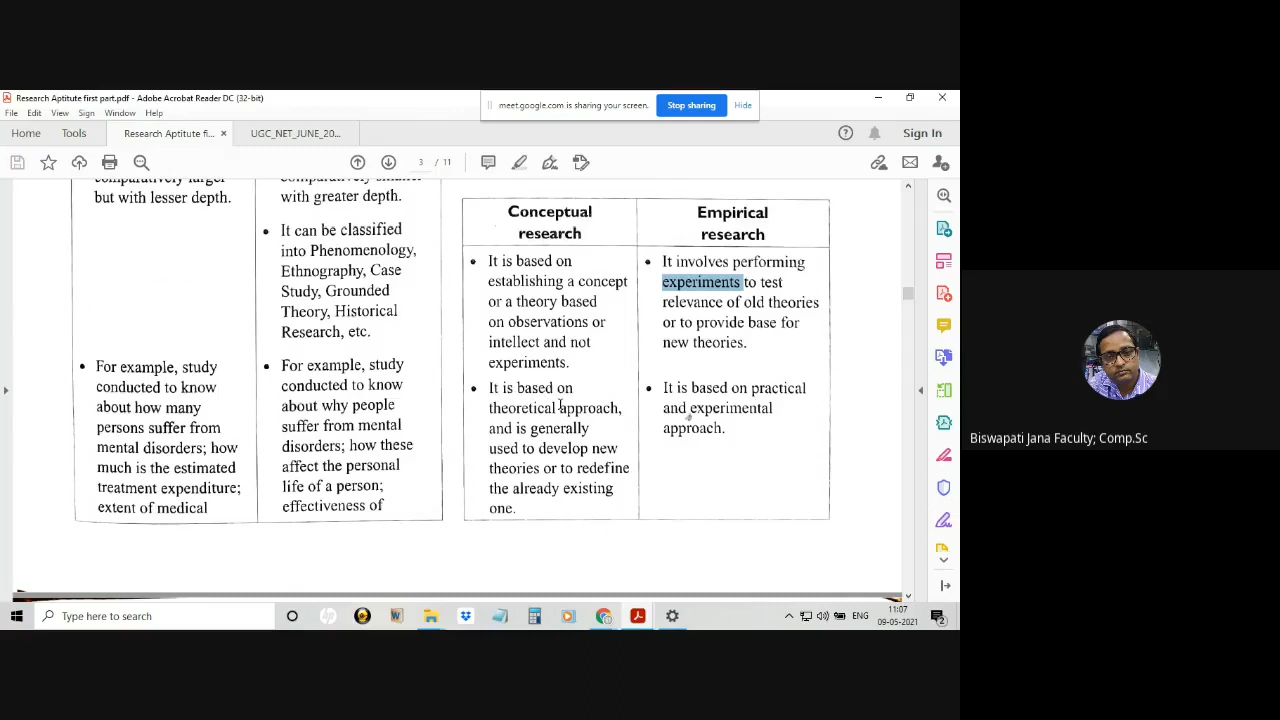 Research Aptitute first part.pdf - Adobe Acrobat Reader DC (32-bit)
meet.google.com is sharing your screen.
Stop sharing
Hide
File Edit View Sign Window Help
Home Tools
Research Aptitute fi... ×
UGC_NET_JUNE_20...
Sign In
3 / 11
comparatively larger
but with lesser depth.
comparatively smaller
with greater depth.
• It can be classified
into Phenomenology,
Ethnography, Case
Study, Grounded
Theory, Historical
Research, etc.
• For example, study
conducted to know
about how many
persons suffer from
mental disorders; how
much is the estimated
treatment expenditure;
extent of medical
• For example, study
conducted to know
about why people
suffer from mental
disorders; how these
affect the personal
life of a person;
effectiveness of
Conceptual
research
• It is based on
establishing a concept
or a theory based
on observations or
intellect and not
experiments.
• It is based on
theoretical approach,
and is generally
used to develop new
theories or to redefine
the already existing
one.
Empirical
research
• It involves performing
experiments to test
relevance of old theories
or to provide base for
new theories.
• It is based on practical
and experimental
approach.
Biswapati Jana Faculty; Comp.Sc
Type here to search
ENG
11:07
09-05-2021
2